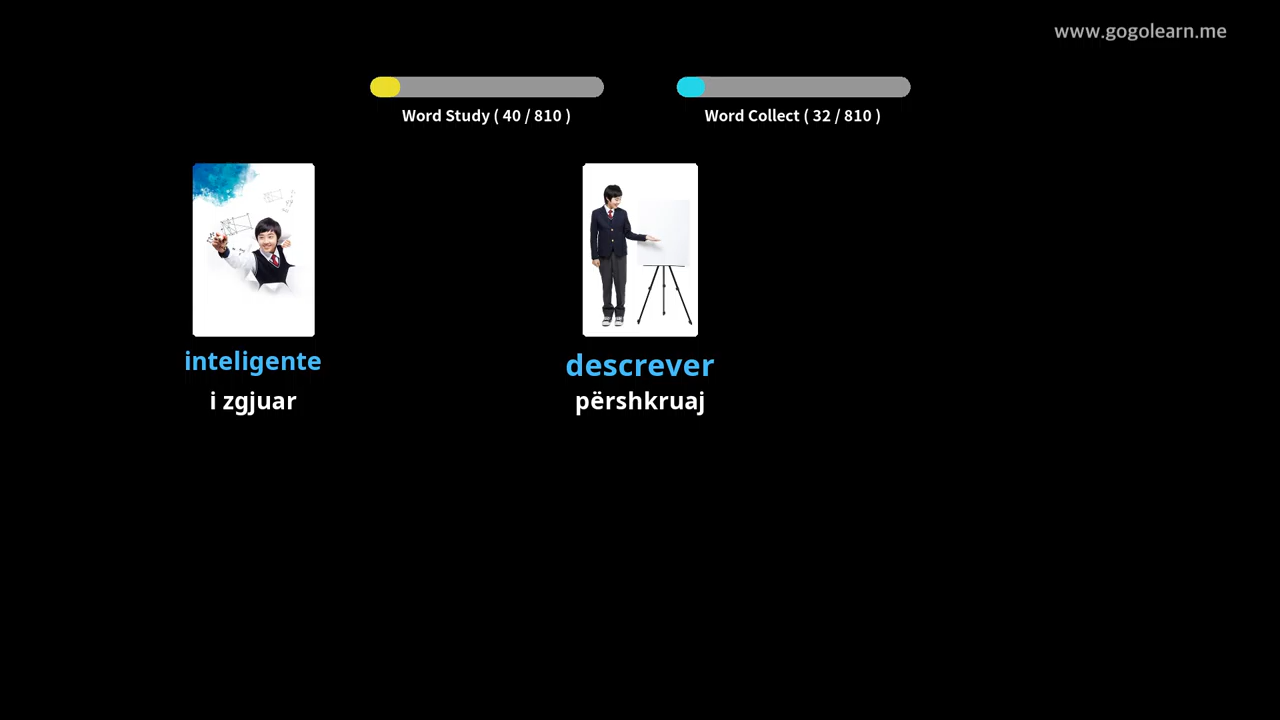 www.gogolearn.me
Word Study ( 40 / 810 )
Word Collect ( 32 / 810 )
inteligente
descrever
i zgjuar
përshkruaj